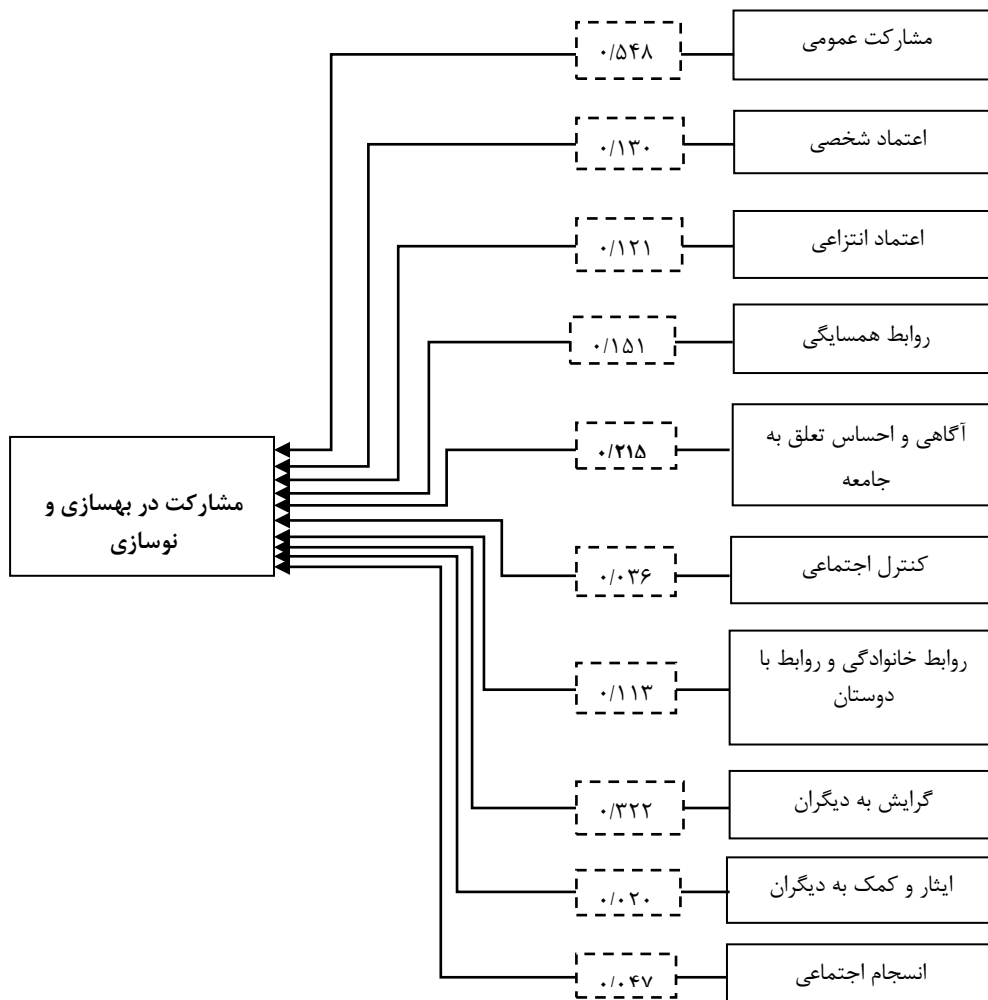 مشارکت عمومی
۰/۵۴۸
اعتماد شخصی
۰/۱۳۰
اعتماد انتزاعی
۰/۱۲۱
روابط همسایگی
۰/۱۵۱
آگاهی و احساس تعلق به
جامعه
۰/۲۱۵
مشارکت در بهسازی و
نوسازی
کنترل اجتماعی
۰/۰۳۶
روابط خانوادگی و روابط با
دوستان
۰/۱۱۳
گرایش به دیگران
۰/۳۲۲
ایثار و کمک به دیگران
۰/۰۲۰
انسجام اجتماعی
۰/۰۴۷